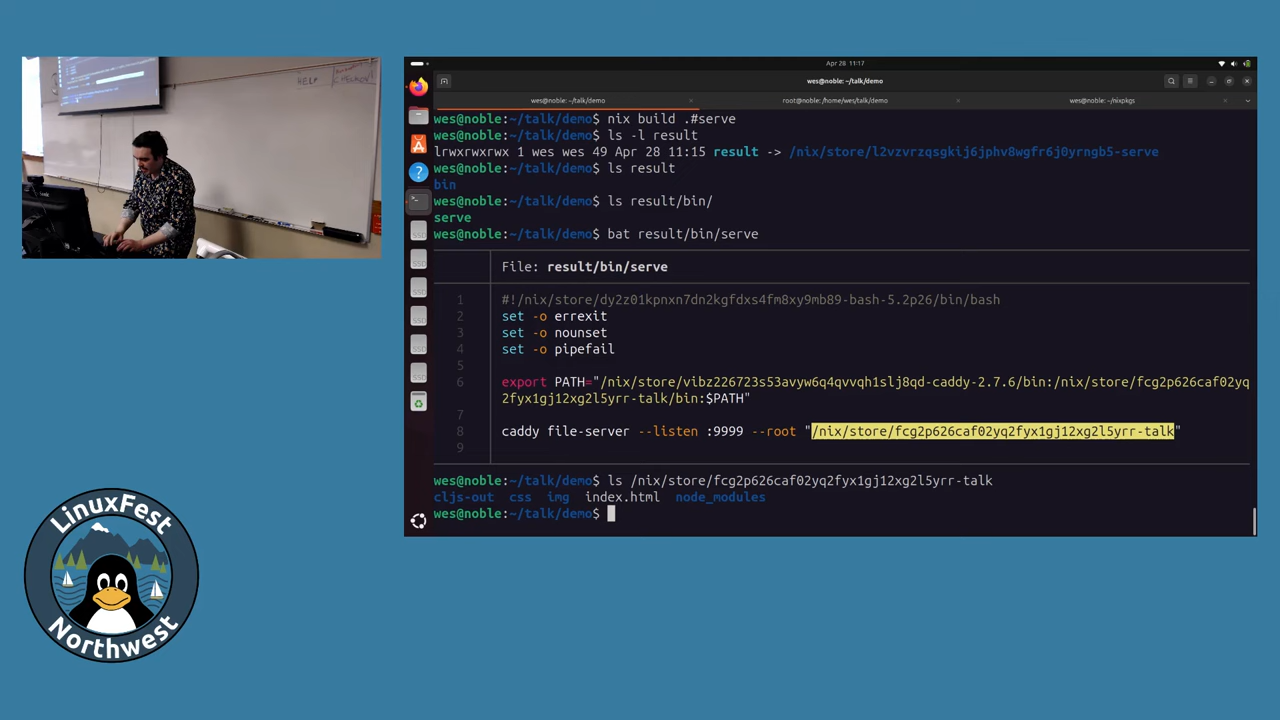 HELP
CHECKOUT
Apr 28 11:17
wes@noble: ~/talk/demo
wes@noble: ~/talk/demo
root@noble: /home/wes/talk/demo
wes@noble: ~/nixpkgs
wes@noble:~/talk/demo$ nix build .#serve
wes@noble:~/talk/demo$ ls -l result
lrwxrwxrwx 1 wes wes 49 Apr 28 11:15 result -> /nix/store/l2vzvrzqsgkij6jphv8wgfr6j0yrngb5-serve
wes@noble:~/talk/demo$ ls result
bin
wes@noble:~/talk/demo$ ls result/bin/
serve
wes@noble:~/talk/demo$ bat result/bin/serve
File: result/bin/serve
1 #!/nix/store/dy2z01kpnxn7dn2kgfdxs4fm8xy9mb89-bash-5.2p26/bin/bash
2 set -o errexit
3 set -o nounset
4 set -o pipefail
5
6 export PATH="/nix/store/vibz226723s53avyw6q4qvvqh1slj8qd-caddy-2.7.6/bin:/nix/store/fcg2p626caf02yq
2fyx1gj12xg2l5yrr-talk/bin:$PATH"
7
8 caddy file-server --listen :9999 --root "/nix/store/fcg2p626caf02yq2fyx1gj12xg2l5yrr-talk"
9
wes@noble:~/talk/demo$ ls /nix/store/fcg2p626caf02yq2fyx1gj12xg2l5yrr-talk
cljs-out css img index.html node_modules
wes@noble:~/talk/demo$
LinuxFest
Northwest